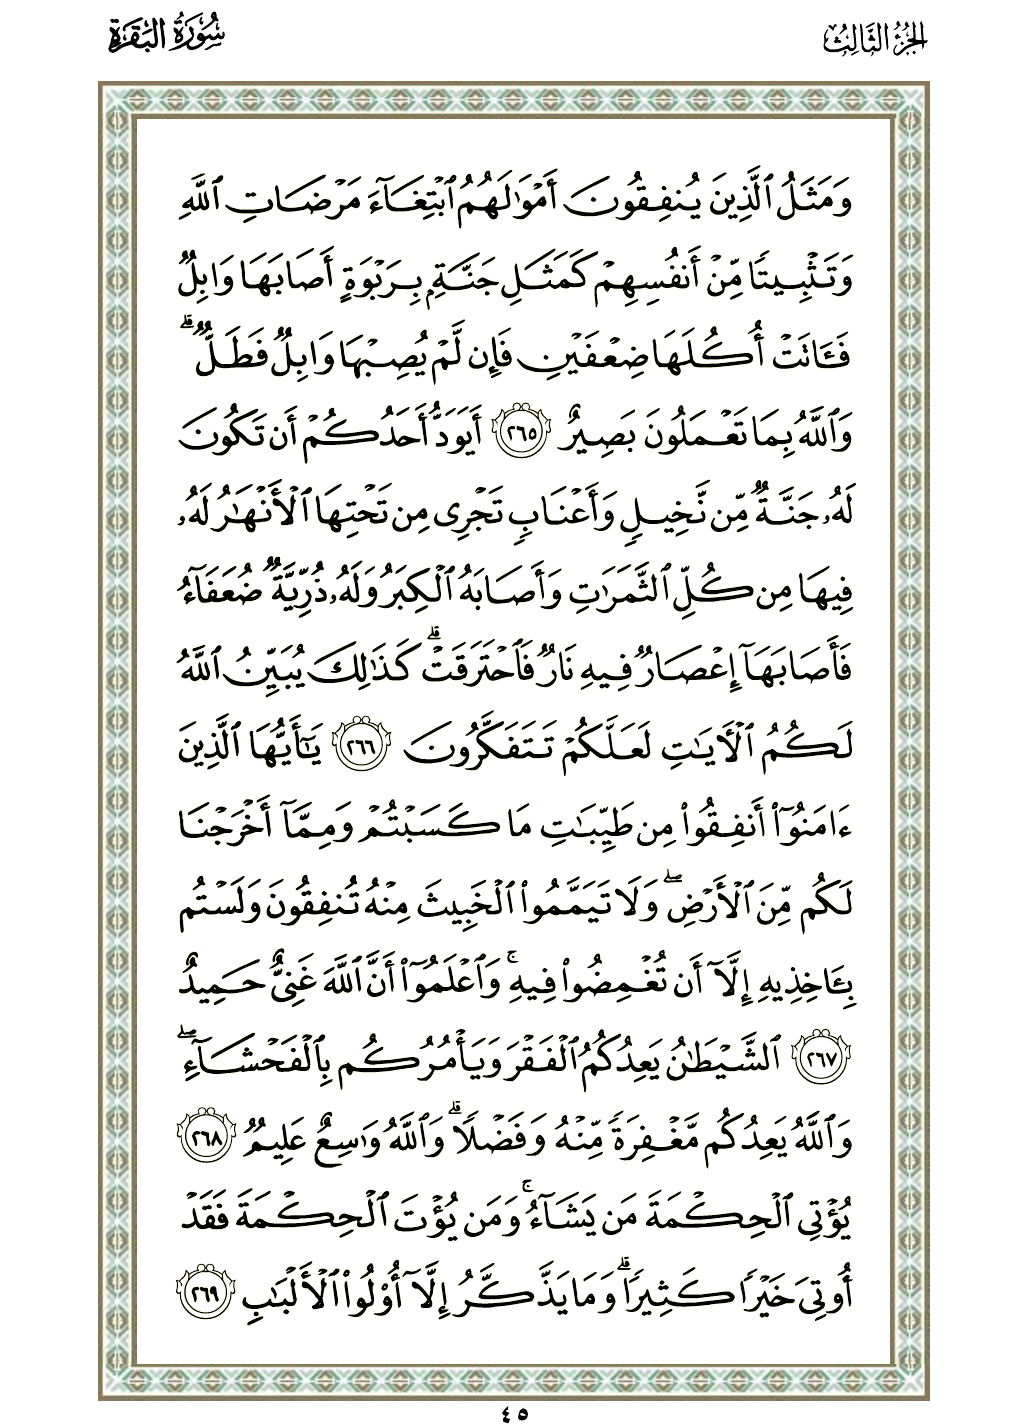 الجزء الثالث
سورة البقرة
وَمَثَلُ ٱلَّذِينَ يُنفِقُونَ أَمْوَٰلَهُمُ ٱبْتِغَآءَ مَرْضَاتِ ٱللَّهِ
وَتَثْبِيتًا مِّنْ أَنفُسِهِمْ كَمَثَلِ جَنَّةٍۭ بِرَبْوَةٍ أَصَابَهَا وَابِلٌ
فَـَٔاتَتْ أُكُلَهَا ضِعْفَيْنِ فَإِن لَّمْ يُصِبْهَا وَابِلٌ فَطَلٌّ ۗ
وَٱللَّهُ بِمَا تَعْمَلُونَ بَصِيرٌ ٢٦٥ أَيَوَدُّ أَحَدُكُمْ أَن تَكُونَ
لَهُۥ جَنَّةٌ مِّن نَّخِيلٍ وَأَعْنَابٍ تَجْرِى مِن تَحْتِهَا ٱلْأَنْهَٰرُ لَهُۥ
فِيهَا مِن كُلِّ ٱلثَّمَرَٰتِ وَأَصَابَهُ ٱلْكِبَرُ وَلَهُۥ ذُرِّيَّةٌ ضُعَفَآءُ
فَأَصَابَهَآ إِعْصَارٌ فِيهِ نَارٌ فَٱحْتَرَقَتْ ۗ كَذَٰلِكَ يُبَيِّنُ ٱللَّهُ
لَكُمُ ٱلْـَٔايَٰتِ لَعَلَّكُمْ تَتَفَكَّرُونَ ٢٦٦ يَٰٓأَيُّهَا ٱلَّذِينَ
ءَامَنُوٓا۟ أَنفِقُوا۟ مِن طَيِّبَٰتِ مَا كَسَبْتُمْ وَمِمَّآ أَخْرَجْنَا
لَكُم مِّنَ ٱلْأَرْضِ ۖ وَلَا تَيَمَّمُوا۟ ٱلْخَبِيثَ مِنْهُ تُنفِقُونَ وَلَسْتُم
بِـَٔاخِذِيهِ إِلَّآ أَن تُغْمِضُوا۟ فِيهِ ۚ وَٱعْلَمُوٓا۟ أَنَّ ٱللَّهَ غَنِىٌّ حَمِيدٌ
٢٦٧ ٱلشَّيْطَٰنُ يَعِدُكُمُ ٱلْفَقْرَ وَيَأْمُرُكُم بِٱلْفَحْشَآءِ ۖ
وَٱللَّهُ يَعِدُكُم مَّغْفِرَةً مِّنْهُ وَفَضْلًا ۗ وَٱللَّهُ وَٰسِعٌ عَلِيمٌ ٢٦٨
يُؤْتِى ٱلْحِكْمَةَ مَن يَشَآءُ ۚ وَمَن يُؤْتَ ٱلْحِكْمَةَ فَقَدْ
أُوتِىَ خَيْرًا كَثِيرًا ۗ وَمَا يَذَّكَّرُ إِلَّآ أُو۟لُوا۟ ٱلْأَلْبَٰبِ ٢٦٩
٤٥